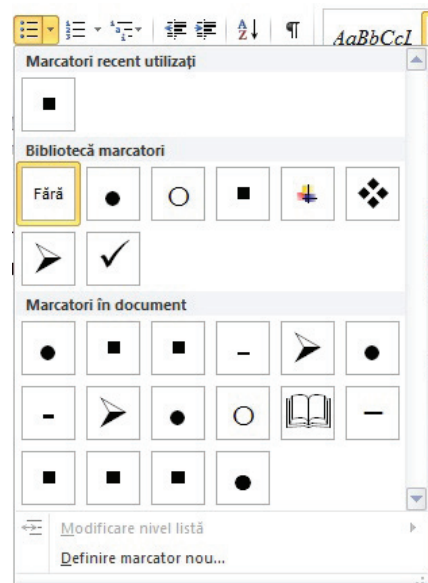 AaBbCcI
Marcatori recent utilizați
Bibliotecă marcatori
Fără
Marcatori în document
Modificare nivel listă
Definire marcator nou...